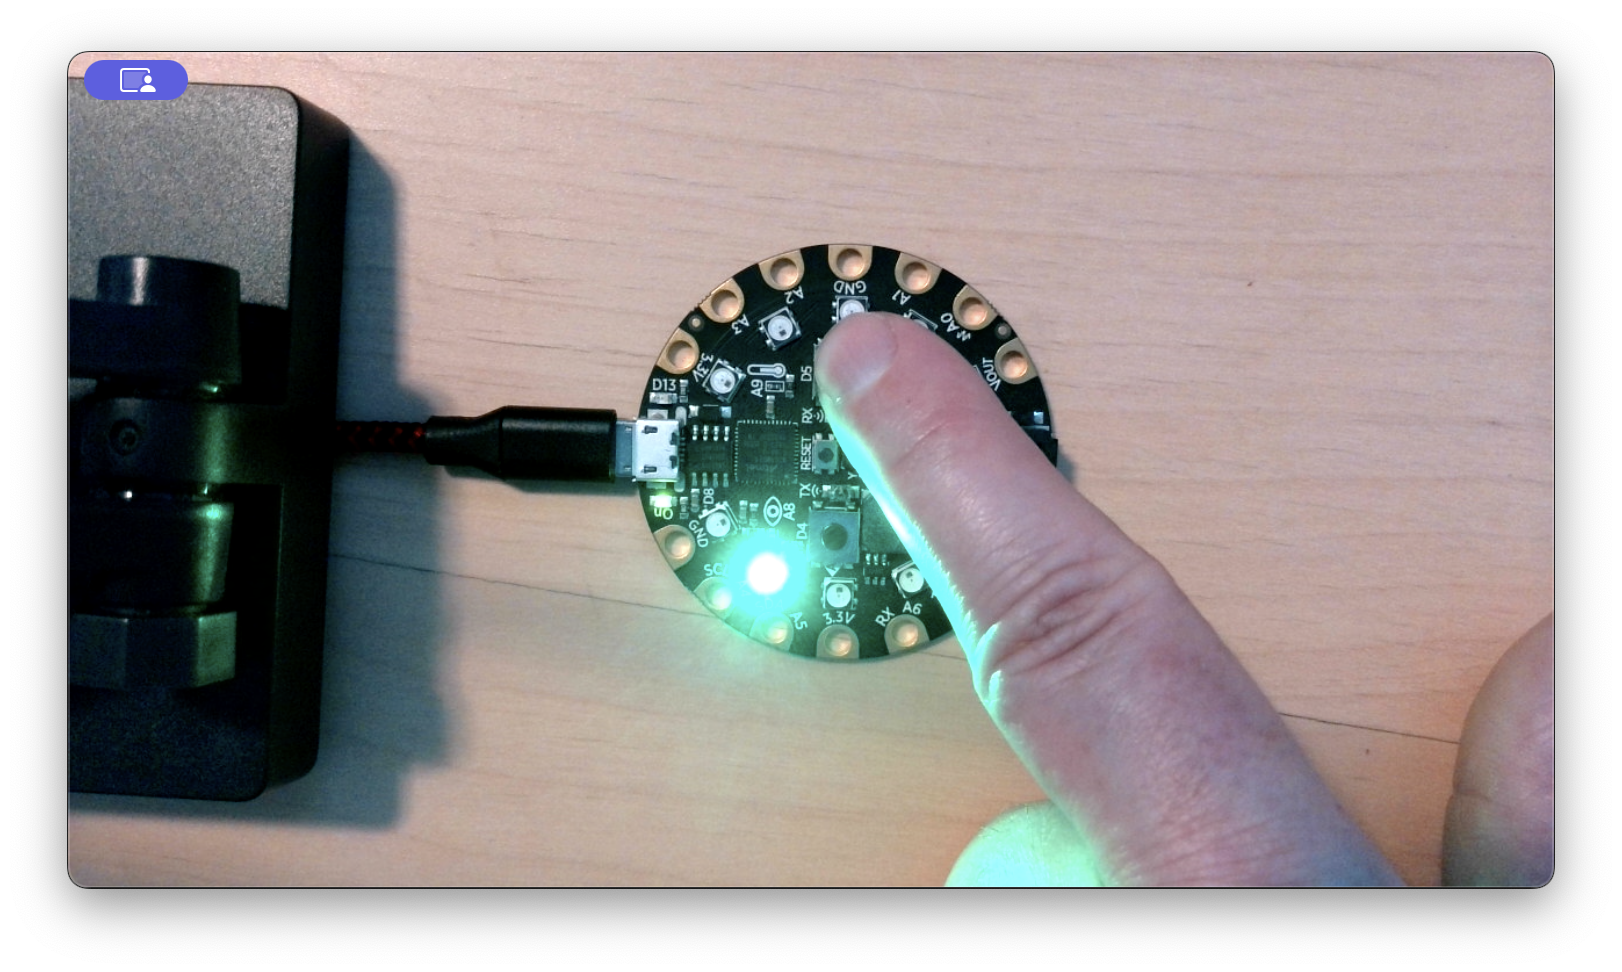 GND
A2
A1
A3
A0
3.3V
VOUT
D13
A9
D5
RX
RESET
TX
D8
A8
On
GND
D4
SC
A6
A5
3.3V
RX